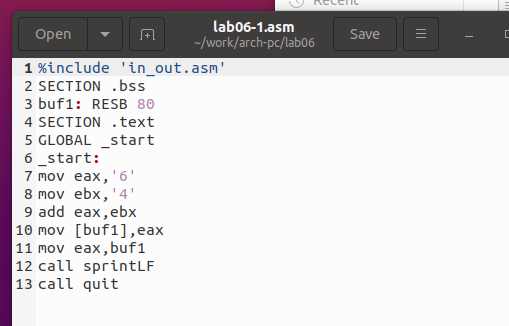 Recent
Open
lab06-1.asm
~/work/arch-pc/lab06
Save
1 %include 'in_out.asm'
2 SECTION .bss
3 buf1: RESB 80
4 SECTION .text
5 GLOBAL _start
6 _start:
7 mov eax,'6'
8 mov ebx,'4'
9 add eax,ebx
10 mov [buf1],eax
11 mov eax,buf1
12 call sprintLF
13 call quit